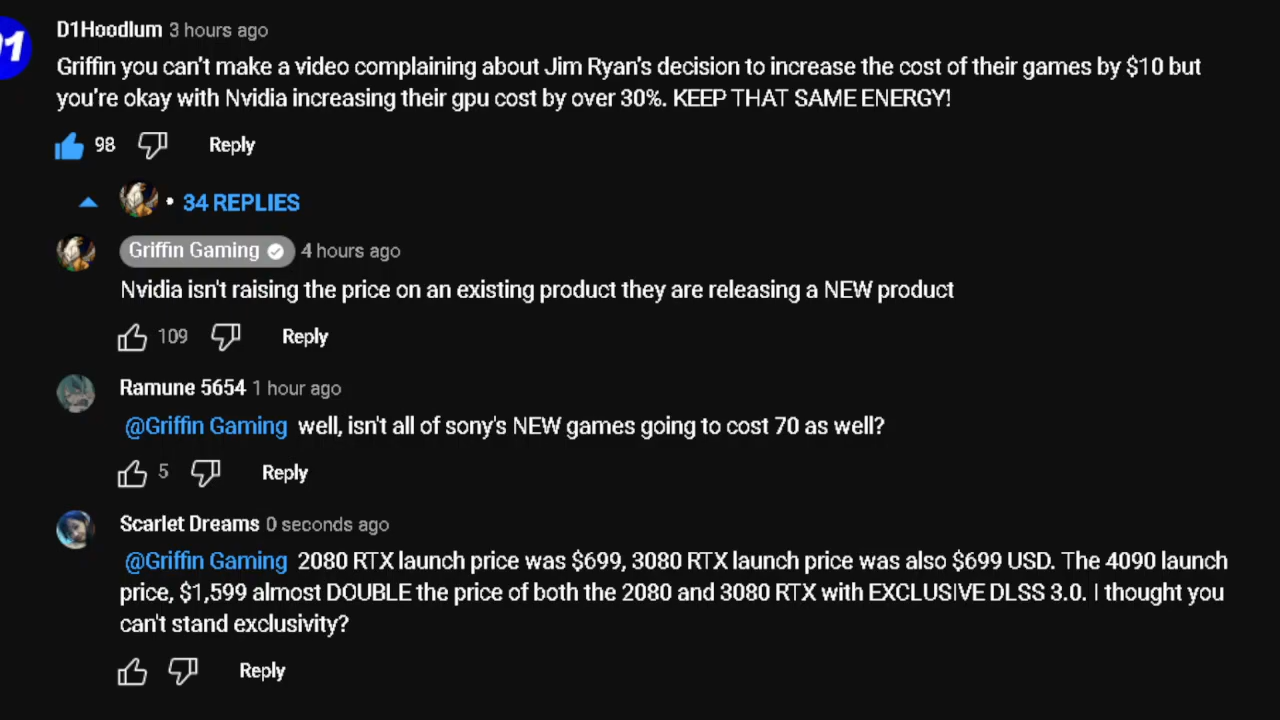 D1Hoodlum 3 hours ago
Griffin you can't make a video complaining about Jim Ryan's decision to increase the cost of their games by $10 but
you're okay with Nvidia increasing their gpu cost by over 30%. KEEP THAT SAME ENERGY!
98 Reply
• 34 REPLIES
Griffin Gaming 4 hours ago
Nvidia isn't raising the price on an existing product they are releasing a NEW product
109 Reply
Ramune 5654 1 hour ago
@Griffin Gaming well, isn't all of sony's NEW games going to cost 70 as well?
5 Reply
Scarlet Dreams 0 seconds ago
@Griffin Gaming 2080 RTX launch price was $699, 3080 RTX launch price was also $699 USD. The 4090 launch
price, $1,599 almost DOUBLE the price of both the 2080 and 3080 RTX with EXCLUSIVE DLSS 3.0. I thought you
can't stand exclusivity?
Reply